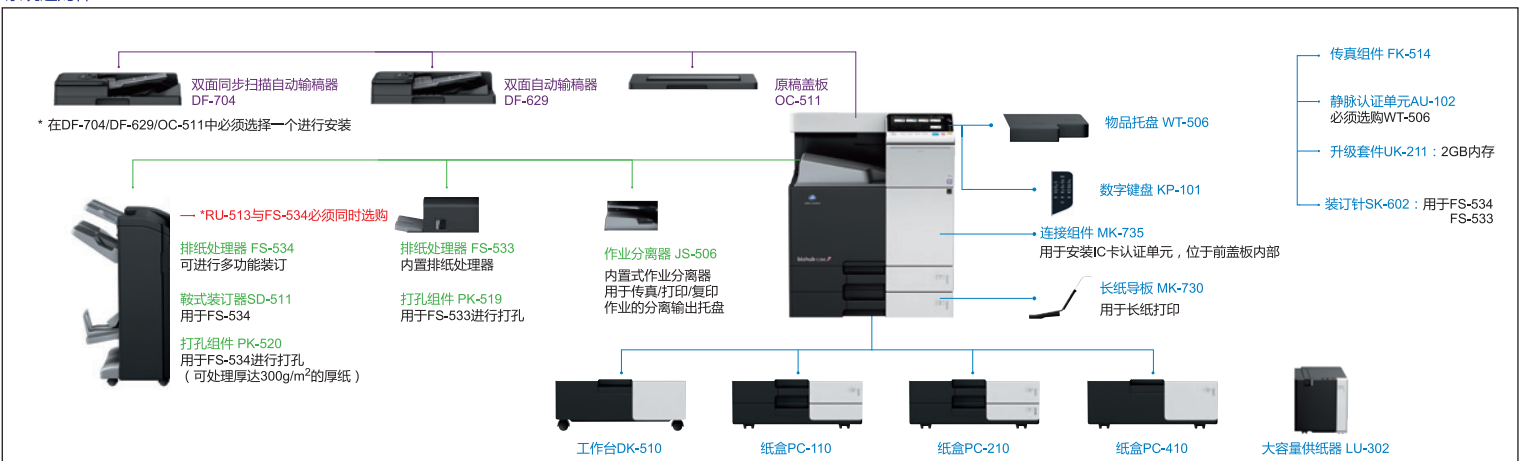 双面同步扫描自动输稿器
DF-704
双面自动输稿器
DF-629
原稿盖板
OC-511
* 在DF-704/DF-629/OC-511中必须选择一个进行安装
*RU-513与FS-534必须同时选购
排纸处理器 FS-534
可进行多功能装订
鞍式装订器SD-511
用于FS-534
打孔组件 PK-520
用于FS-534进行打孔
（可处理厚达300g/m²的厚纸）
排纸处理器 FS-533
内置排纸处理器
打孔组件 PK-519
用于FS-533进行打孔
作业分离器 JS-506
内置式作业分离器
用于传真/打印/复印
作业的分离输出托盘
bizhub
物品托盘 WT-506
数字键盘 KP-101
连接组件 MK-735
用于安装IC卡认证单元，位于前盖板内部
长纸导板 MK-730
用于长纸打印
传真组件 FK-514
静脉认证单元AU-102
必须选购WT-506
升级套件UK-211：2GB内存
装订针SK-602：用于FS-534
FS-533
工作台DK-510
纸盒PC-110
纸盒PC-210
纸盒PC-410
大容量供纸器 LU-302